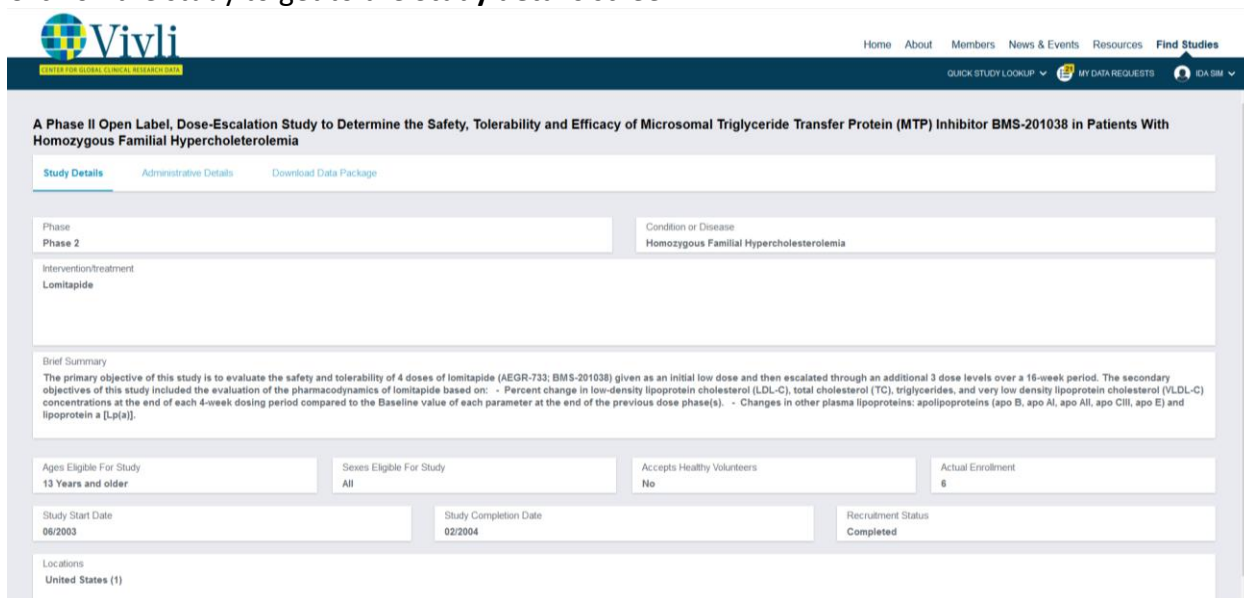 Click on the study to get to the Study details screen
Vivli
CENTER FOR GLOBAL CLINICAL RESEARCH DATA
Home About Members News & Events Resources Find Studies
QUICK STUDY LOOKUP 21 MY DATA REQUESTS IDA SIM
A Phase II Open Label, Dose-Escalation Study to Determine the Safety, Tolerability and Efficacy of Microsomal Triglyceride Transfer Protein (MTP) Inhibitor BMS-201038 in Patients With
Homozygous Familial Hypercholeterolemia
Study Details Administrative Details Download Data Package
Phase Condition or Disease
Phase 2 Homozygous Familial Hypercholesterolemia
Intervention/treatment
Lomitapide
Brief Summary
The primary objective of this study is to evaluate the safety and tolerability of 4 doses of lomitapide (AEGR-733; BMS-201038) given as an initial low dose and then escalated through an additional 3 dose levels over a 16-week period. The secondary
objectives of this study included the evaluation of the pharmacodynamics of lomitapide based on: - Percent change in low-density lipoprotein cholesterol (LDL-C), total cholesterol (TC), triglycerides, and very low density lipoprotein cholesterol (VLDL-C)
concentrations at the end of each 4-week dosing period compared to the Baseline value of each parameter at the end of the previous dose phase(s). - Changes in other plasma lipoproteins: apolipoproteins (apo B, apo AI, apo AII, apo CIII, apo E) and
lipoprotein a [Lp(a)].
Ages Eligible For Study Sexes Eligible For Study Accepts Healthy Volunteers Actual Enrollment
13 Years and older All No 6
Study Start Date Study Completion Date Recruitment Status
06/2003 02/2004 Completed
Locations
United States (1)